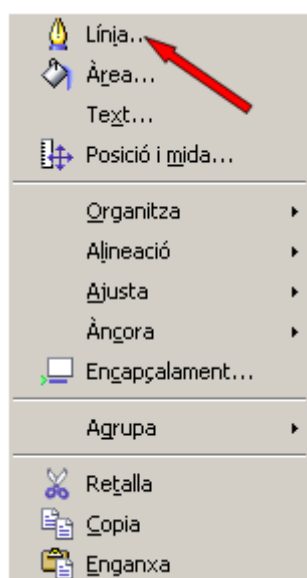 Línia...
Àrea...
Text...
Posició i mida...
Organitza
Alineació
Ajusta
Àncora
Encapçalament...
Agrupa
Retalla
Copia
Enganxa